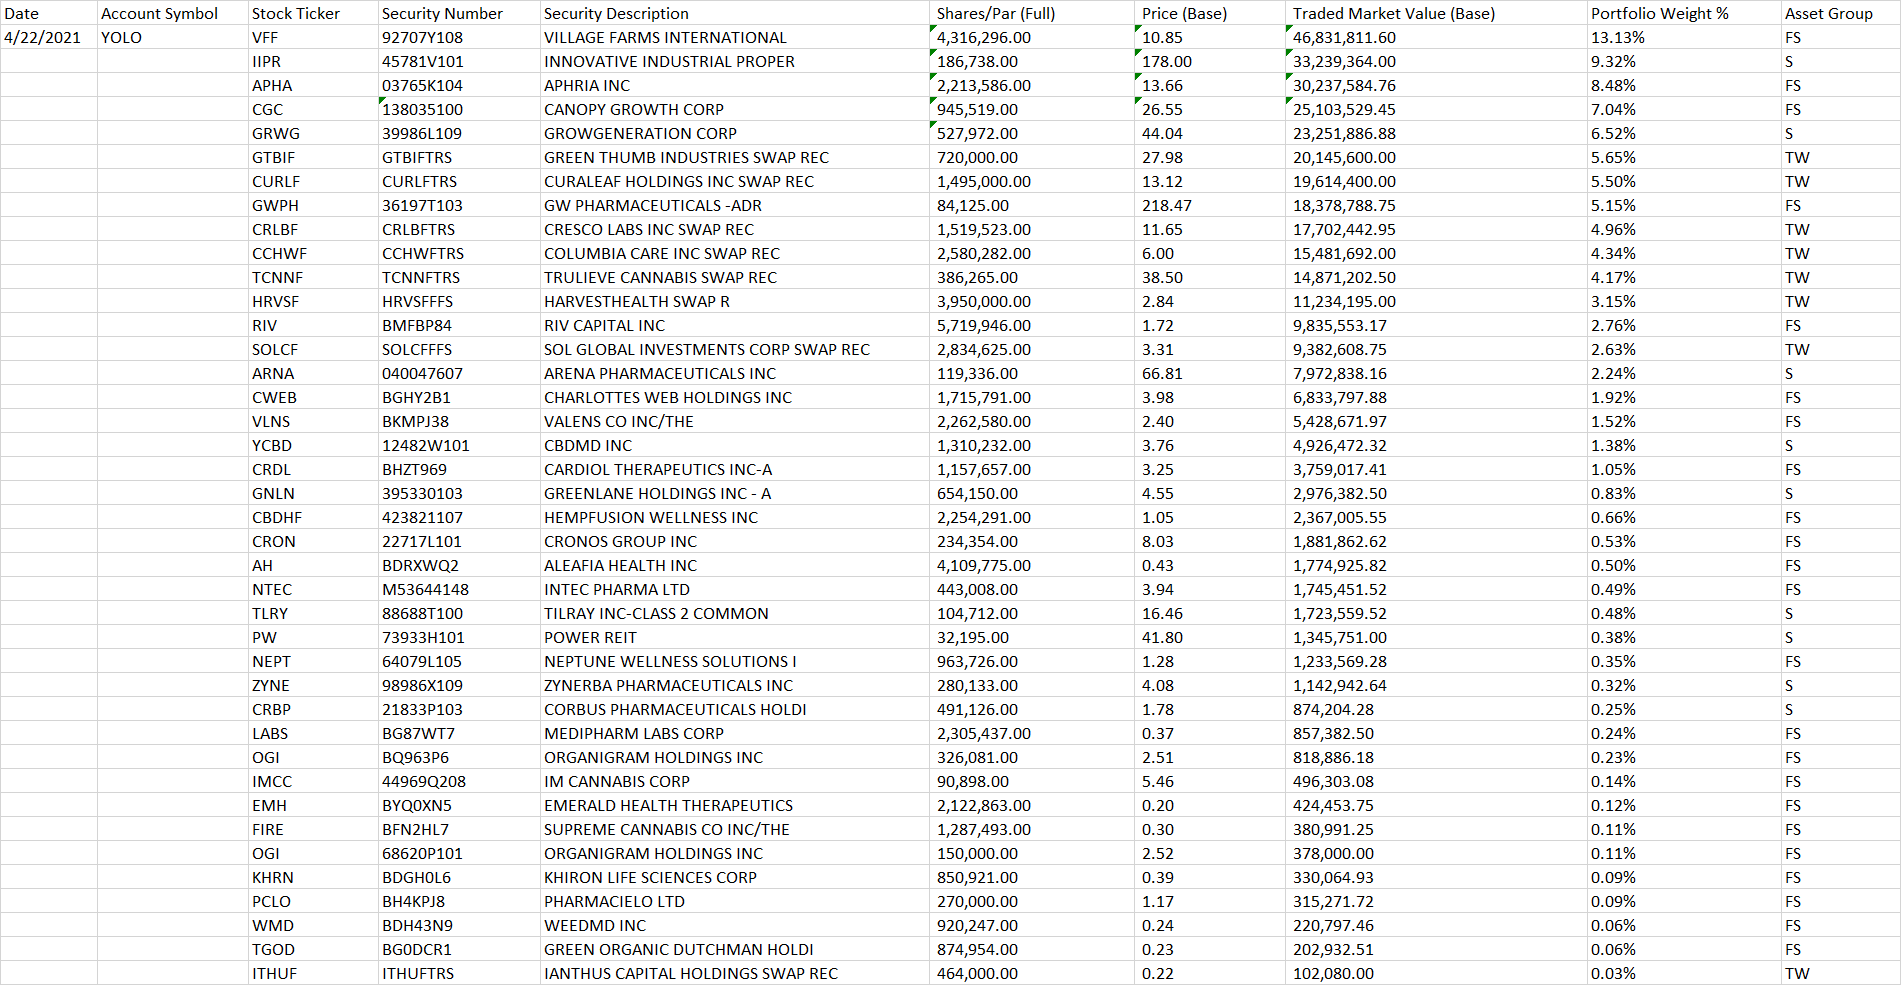 Date Account Symbol Stock Ticker Security Number Security Description Shares/Par (Full) Price (Base) Traded Market Value (Base) Portfolio Weight % Asset Group
4/22/2021 YOLO VFF 92707Y108 VILLAGE FARMS INTERNATIONAL 4,316,296.00 10.85 46,831,811.60 13.13% FS
IIPR 45781V101 INNOVATIVE INDUSTRIAL PROPER 186,738.00 178.00 33,239,364.00 9.32% S
APHA 03765K104 APHRIA INC 2,213,586.00 13.66 30,237,584.76 8.48% FS
CGC 138035100 CANOPY GROWTH CORP 945,519.00 26.55 25,103,529.45 7.04% FS
GRWG 39986L109 GROWGENERATION CORP 527,972.00 44.04 23,251,886.88 6.52% S
GTBIF GTBIFTRS GREEN THUMB INDUSTRIES SWAP REC 720,000.00 27.98 20,145,600.00 5.65% TW
CURLF CURLFTRS CURALEAF HOLDINGS INC SWAP REC 1,495,000.00 13.12 19,614,400.00 5.50% TW
GWPH 36197T103 GW PHARMACEUTICALS -ADR 84,125.00 218.47 18,378,788.75 5.15% FS
CRLBF CRLBFTRS CRESCO LABS INC SWAP REC 1,519,523.00 11.65 17,702,442.95 4.96% TW
CCHWF CCHWFTRS COLUMBIA CARE INC SWAP REC 2,580,282.00 6.00 15,481,692.00 4.34% TW
TCNNF TCNNFTRS TRULIEVE CANNABIS SWAP REC 386,265.00 38.50 14,871,202.50 4.17% TW
HRVSF HRVSFFFS HARVESTHEALTH SWAP R 3,950,000.00 2.84 11,234,195.00 3.15% TW
RIV BMFBP84 RIV CAPITAL INC 5,719,946.00 1.72 9,835,553.17 2.76% FS
SOLCF SOLCFFFS SOL GLOBAL INVESTMENTS CORP SWAP REC 2,834,625.00 3.31 9,382,608.75 2.63% TW
ARNA 040047607 ARENA PHARMACEUTICALS INC 119,336.00 66.81 7,972,838.16 2.24% S
CWEB BGHY2B1 CHARLOTTES WEB HOLDINGS INC 1,715,791.00 3.98 6,833,797.88 1.92% FS
VLNS BKMPJ38 VALENS CO INC/THE 2,262,580.00 2.40 5,428,671.97 1.52% FS
YCBD 12482W101 CBDMD INC 1,310,232.00 3.76 4,926,472.32 1.38% S
CRDL BHZT969 CARDIOL THERAPEUTICS INC-A 1,157,657.00 3.25 3,759,017.41 1.05% FS
GNLN 395330103 GREENLANE HOLDINGS INC - A 654,150.00 4.55 2,976,382.50 0.83% S
CBDHF 423821107 HEMPFUSION WELLNESS INC 2,254,291.00 1.05 2,367,005.55 0.66% FS
CRON 22717L101 CRONOS GROUP INC 234,354.00 8.03 1,881,862.62 0.53% FS
AH BDRXWQ2 ALEAFIA HEALTH INC 4,109,775.00 0.43 1,774,925.82 0.50% FS
NTEC M53644148 INTEC PHARMA LTD 443,008.00 3.94 1,745,451.52 0.49% FS
TLRY 88688T100 TILRAY INC-CLASS 2 COMMON 104,712.00 16.46 1,723,559.52 0.48% S
PW 73933H101 POWER REIT 32,195.00 41.80 1,345,751.00 0.38% S
NEPT 64079L105 NEPTUNE WELLNESS SOLUTIONS I 963,726.00 1.28 1,233,569.28 0.35% FS
ZYNE 98986X109 ZYNERBA PHARMACEUTICALS INC 280,133.00 4.08 1,142,942.64 0.32% S
CRBP 21833P103 CORBUS PHARMACEUTICALS HOLDI 491,126.00 1.78 874,204.28 0.25% S
LABS BG87WT7 MEDIPHARM LABS CORP 2,305,437.00 0.37 857,382.50 0.24% FS
OGI BQ963P6 ORGANIGRAM HOLDINGS INC 326,081.00 2.51 818,886.18 0.23% FS
IMCC 44969Q208 IM CANNABIS CORP 90,898.00 5.46 496,303.08 0.14% FS
EMH BYQ0XN5 EMERALD HEALTH THERAPEUTICS 2,122,863.00 0.20 424,453.75 0.12% FS
FIRE BFN2HL7 SUPREME CANNABIS CO INC/THE 1,287,493.00 0.30 380,991.25 0.11% FS
OGI 68620P101 ORGANIGRAM HOLDINGS INC 150,000.00 2.52 378,000.00 0.11% FS
KHRN BDGH0L6 KHIRON LIFE SCIENCES CORP 850,921.00 0.39 330,064.93 0.09% FS
PCLO BH4KPJ8 PHARMACIELO LTD 270,000.00 1.17 315,271.72 0.09% FS
WMD BDH43N9 WEEDMD INC 920,247.00 0.24 220,797.46 0.06% FS
TGOD BG0DCR1 GREEN ORGANIC DUTCHMAN HOLDI 874,954.00 0.23 202,932.51 0.06% FS
ITHUF ITHUFTRS IANTHUS CAPITAL HOLDINGS SWAP REC 464,000.00 0.22 102,080.00 0.03% TW